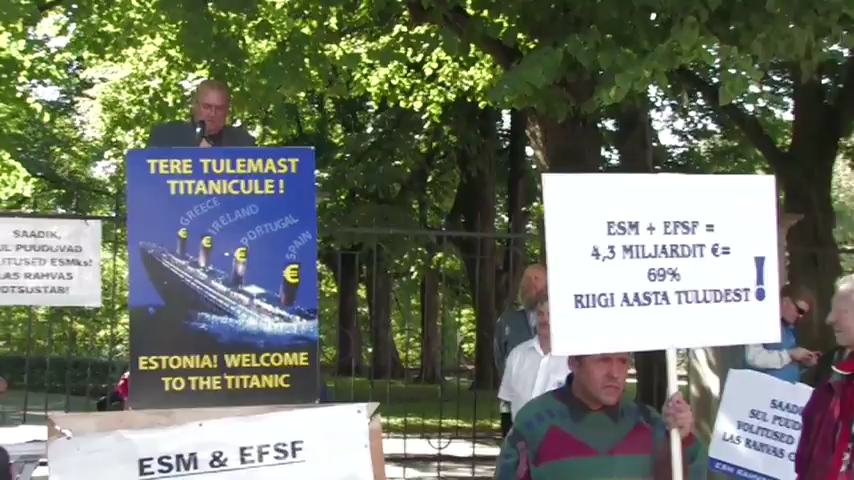 TERE TULEMAST
TITANICULE!
GREECE
IRELAND
PORTUGAL
SPAIN
€ € € €
ESTONIA! WELCOME
TO THE TITANIC
SAADIK,
SUL PUUDUVAD
VOLITUSED ESMks!
LAS RAHVAS
OTSUSTAB!
ESM & EFSF
ESM + EFSF =
4,3 MILJARDIT €=
69%
RIIGI AASTA TULUDEST!
SAADIK
SUL PUUD
VOLITUSED
LAS RAHVAS